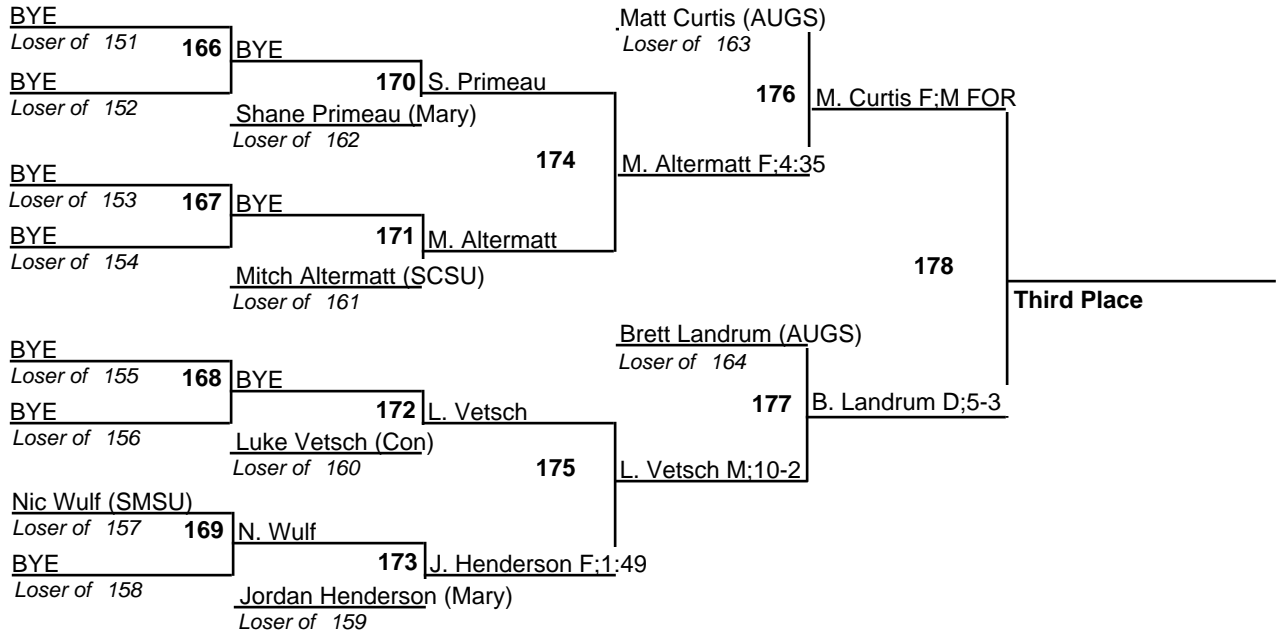 BYE
Loser of 151
166
BYE
BYE
Loser of 152
170
S. Primeau
Shane Primeau (Mary)
Loser of 162
174
BYE
Loser of 153
167
BYE
BYE
Loser of 154
171
M. Altermatt
Mitch Altermatt (SCSU)
Loser of 161
Matt Curtis (AUGS)
Loser of 163
176
M. Curtis F;M FOR
M. Altermatt F;4:35
178
Third Place
BYE
Loser of 155
168
BYE
BYE
Loser of 156
172
L. Vetsch
Luke Vetsch (Con)
Loser of 160
175
Nic Wulf (SMSU)
Loser of 157
169
N. Wulf
BYE
Loser of 158
173
J. Henderson F;1:49
Jordan Henderson (Mary)
Loser of 159
Brett Landrum (AUGS)
Loser of 164
177
B. Landrum D;5-3
L. Vetsch M;10-2